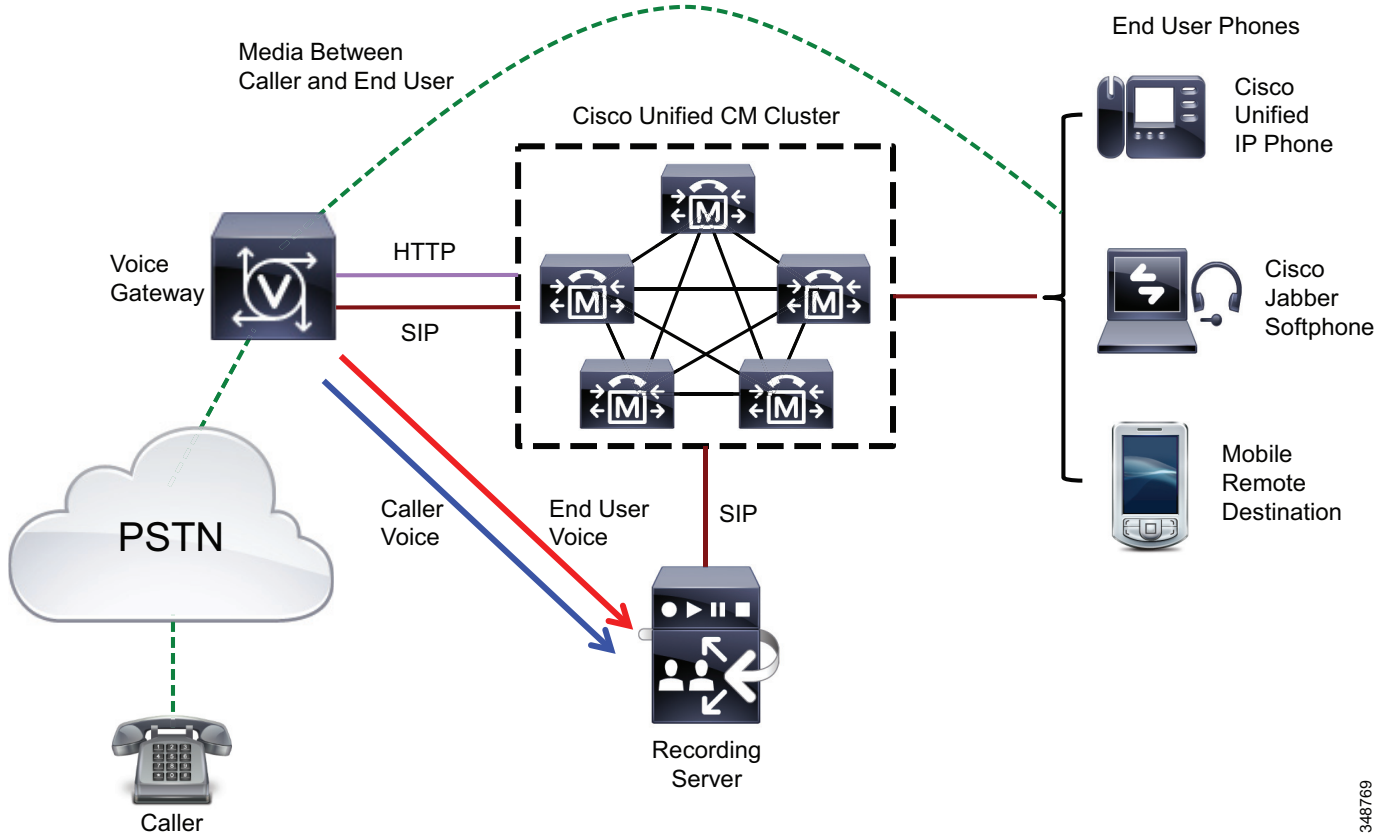 Media Between
Caller and End User
End User Phones
Cisco Unified CM Cluster
Cisco
Unified
IP Phone
Voice
Gateway
HTTP
SIP
M
M
M
M
M
V
Cisco
Jabber
Softphone
PSTN
Caller
Voice
End User
Voice
SIP
Mobile
Remote
Destination
Recording
Server
Caller
348769